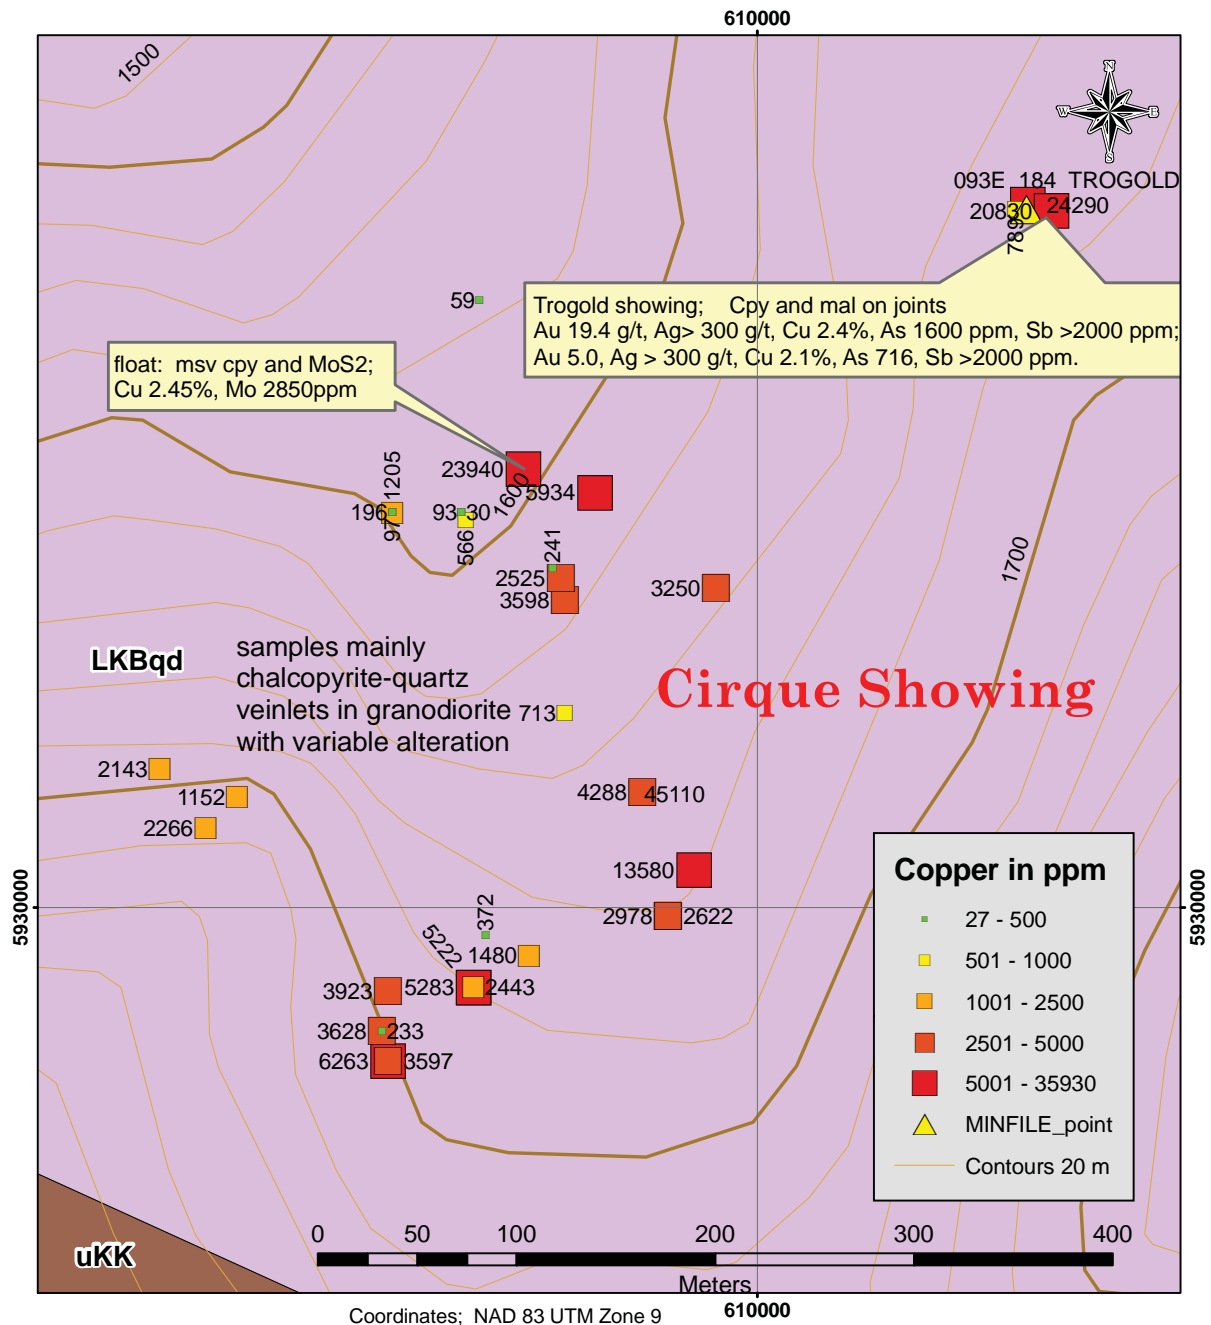 610000
1500
N
W
E
S
093E 184 TROGOLD
20830
24290
789
59
Trogold showing; Cpy and mal on joints
Au 19.4 g/t, Ag> 300 g/t, Cu 2.4%, As 1600 ppm, Sb >2000 ppm;
Au 5.0, Ag > 300 g/t, Cu 2.1%, As 716, Sb >2000 ppm.
float: msv cpy and MoS2;
Cu 2.45%, Mo 2850ppm
23940
1600
5934
1205
196
97
93
30
566
241
2525
3598
3250
1700
LKBqd
samples mainly
chalcopyrite-quartz
veinlets in granodiorite
with variable alteration
713
Cirque Showing
2143
1152
2266
4288
45110
13580
2978
2622
5930000
5930000
372
5222
1480
3923
5283
2443
3628
233
6263
3597
Copper in ppm
27 - 500
501 - 1000
1001 - 2500
2501 - 5000
5001 - 35930
MINFILE_point
Contours 20 m
uKK
0 50 100 200 300 400
Meters
610000
Coordinates; NAD 83 UTM Zone 9